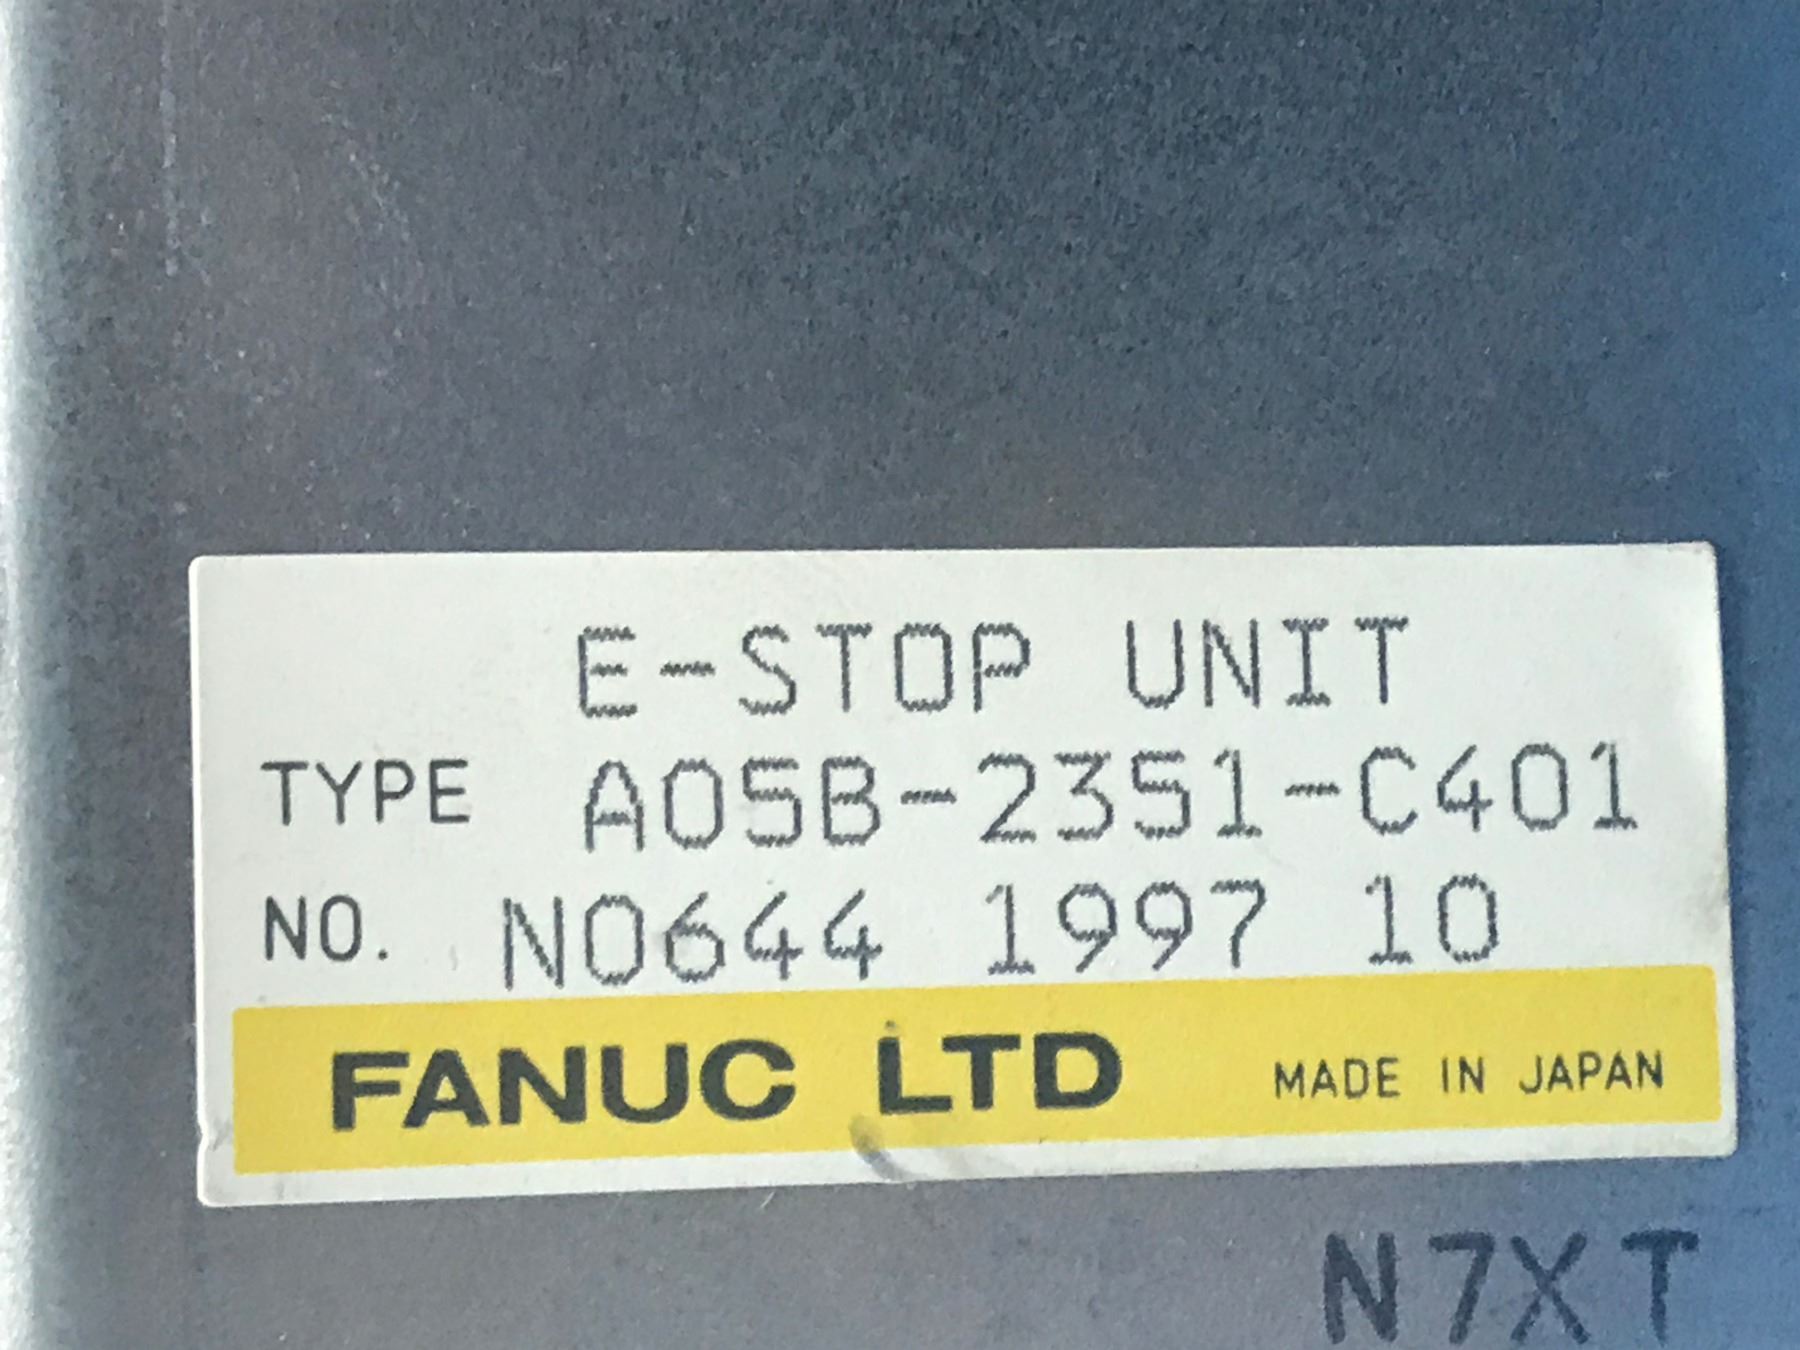 E-STOP UNIT
TYPE A05B-2351-C401
NO. N0644 1997 10
FANUC LTD MADE IN JAPAN
N7XT